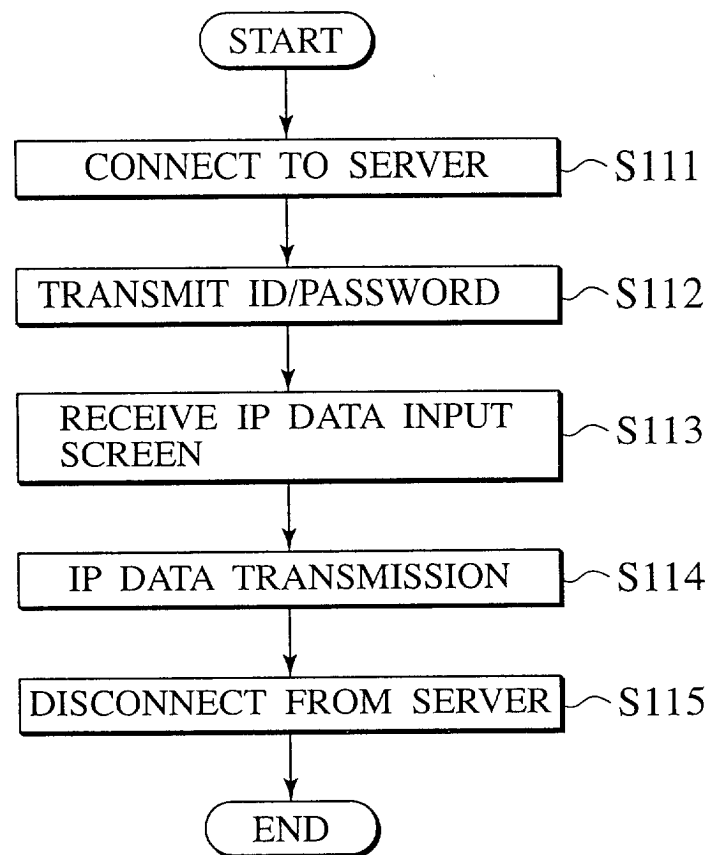 START
CONNECT TO SERVER
S111
TRANSMIT ID/PASSWORD
S112
RECEIVE IP DATA INPUT
SCREEN
S113
IP DATA TRANSMISSION
S114
DISCONNECT FROM SERVER
S115
END